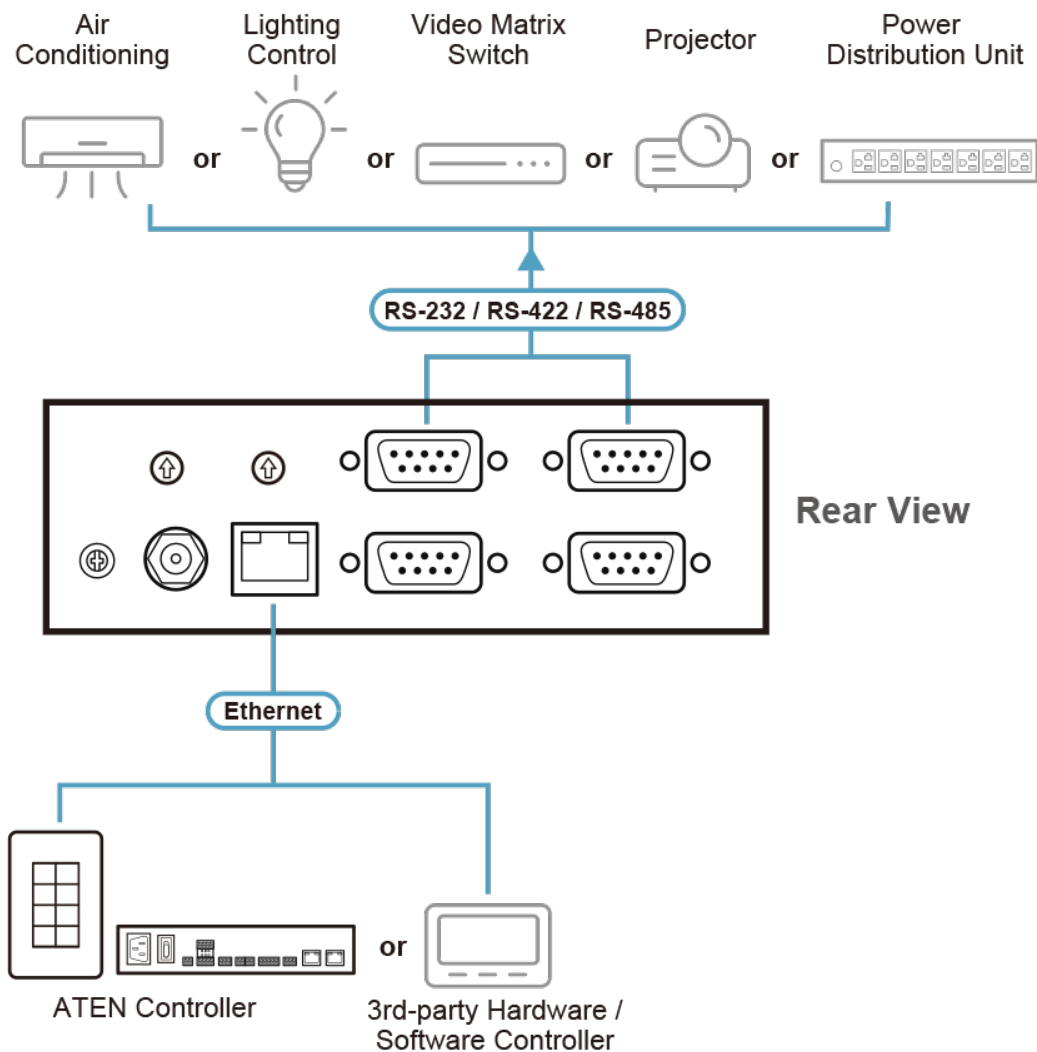 Air
Conditioning
Lighting
Control
Video Matrix
Switch
Projector
Power
Distribution Unit
or
or
or
or
RS-232 / RS-422 / RS-485
Rear View
Ethernet
or
ATEN Controller
3rd-party Hardware /
Software Controller